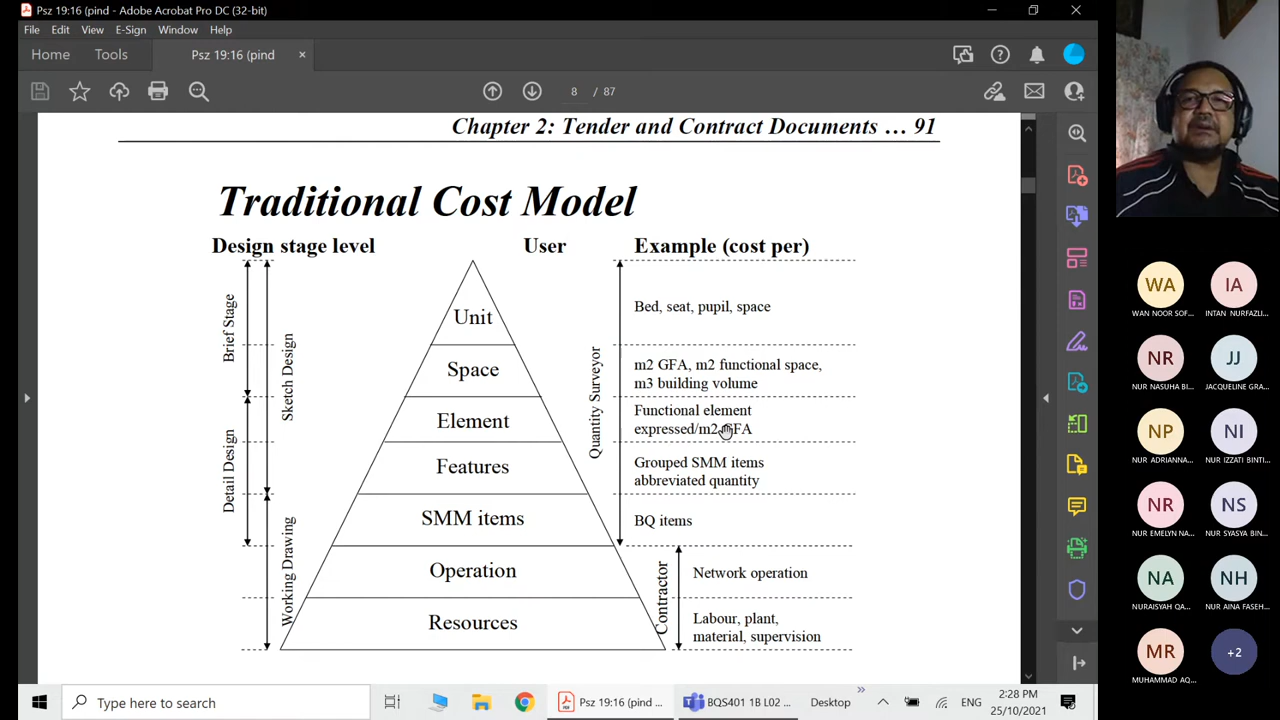 Psz 19:16 (pind - Adobe Acrobat Pro DC (32-bit)
File Edit View E-Sign Window Help
Home Tools Psz 19:16 (pind ×
8 / 87
Chapter 2: Tender and Contract Documents … 91
Traditional Cost Model
Design stage level User Example (cost per)
Brief Stage
Sketch Design
Detail Design
Working Drawing
Unit
Space
Element
Features
SMM items
Operation
Resources
Quantity Surveyor
Contractor
Bed, seat, pupil, space
m2 GFA, m2 functional space,
m3 building volume
Functional element
expressed/m2 GFA
Grouped SMM items
abbreviated quantity
BQ items
Network operation
Labour, plant,
material, supervision
WA IA
WAN NOOR SOF... INTAN NURFAZLI...
NR JJ
NUR NASUHA BI... JACQUELINE GRA...
NP NI
NUR ADRIANNA... NUR IZZATI BINTI...
NR NS
NUR EMELYN NA... NUR SYASYA BIN...
NA NH
NURAISYAH QA... NUR AINA FASEH...
MR +2
MUHAMMAD AQ...
Type here to search
Psz 19:16 (pind ... BQS401 1B L02 ... Desktop » ENG
2:28 PM
25/10/2021